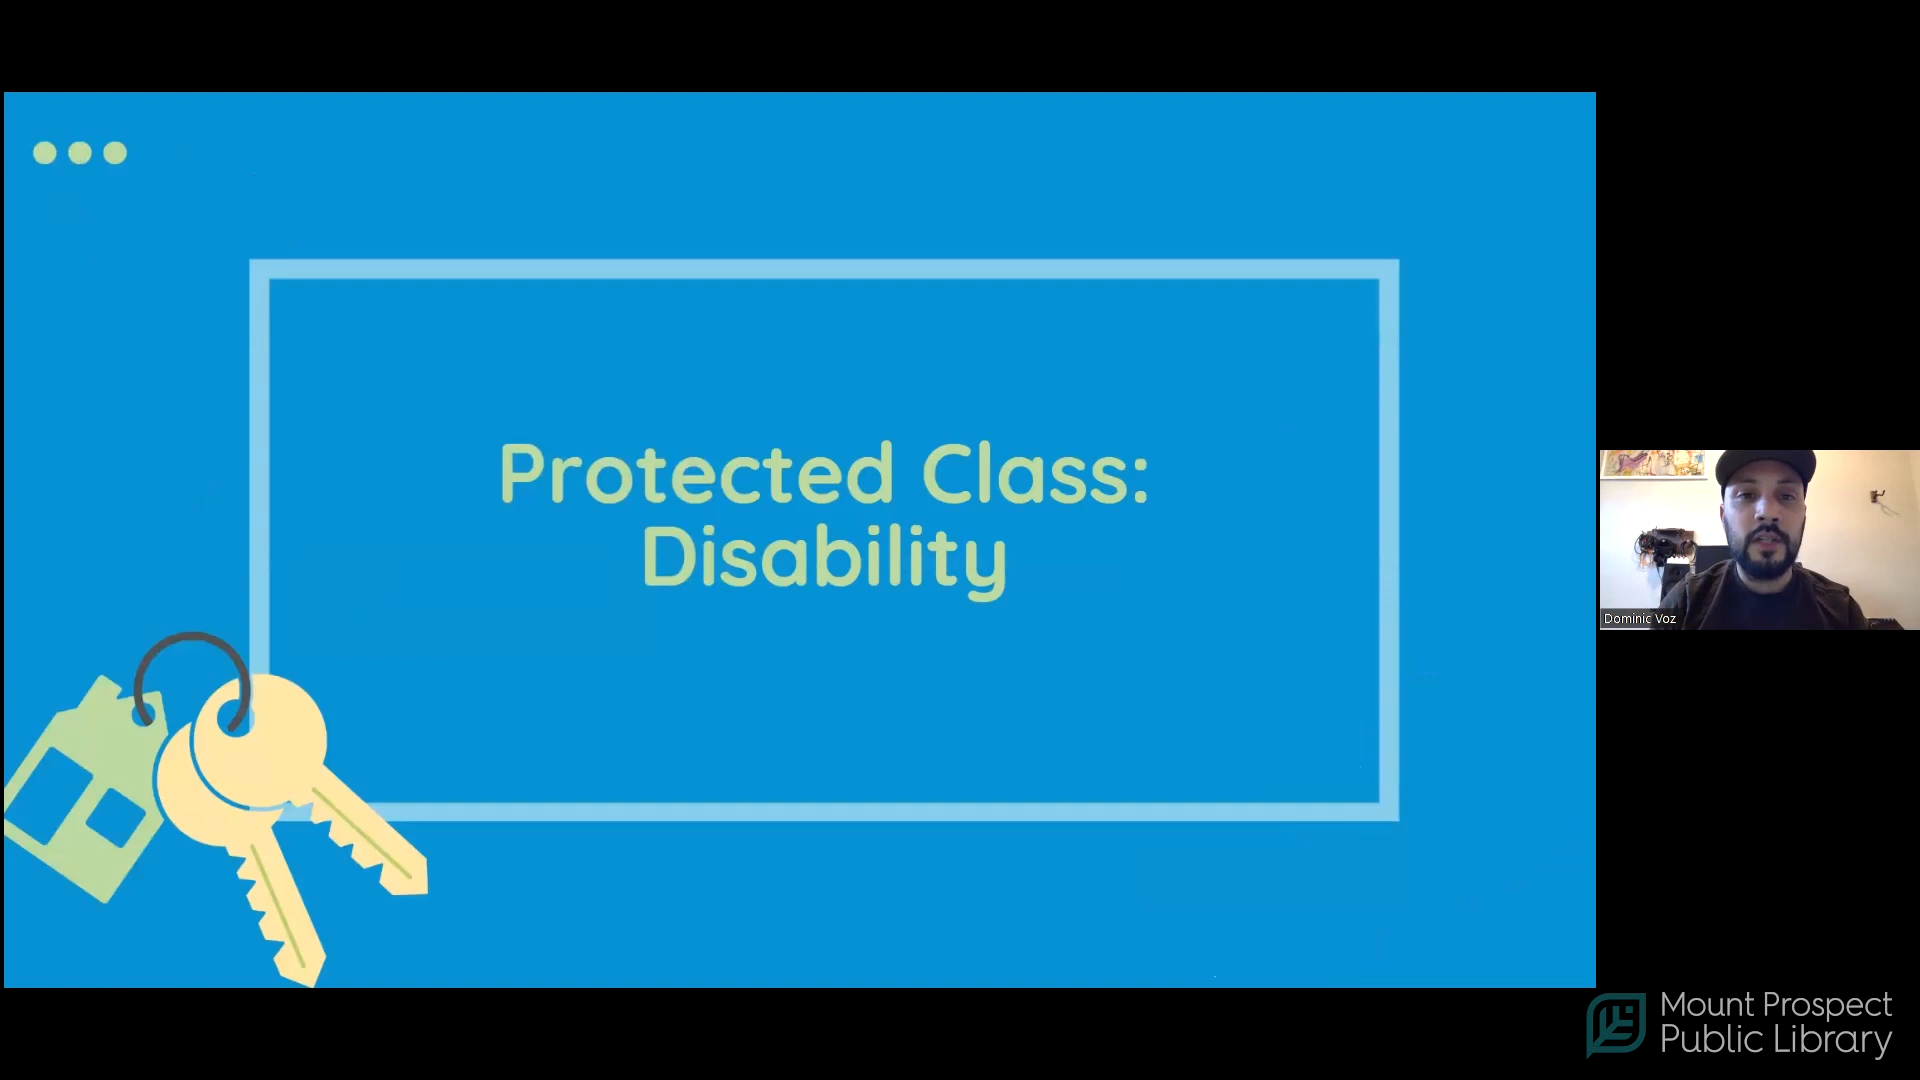 Protected Class:
Disability
Dominic Voz
Mount Prospect
Public Library